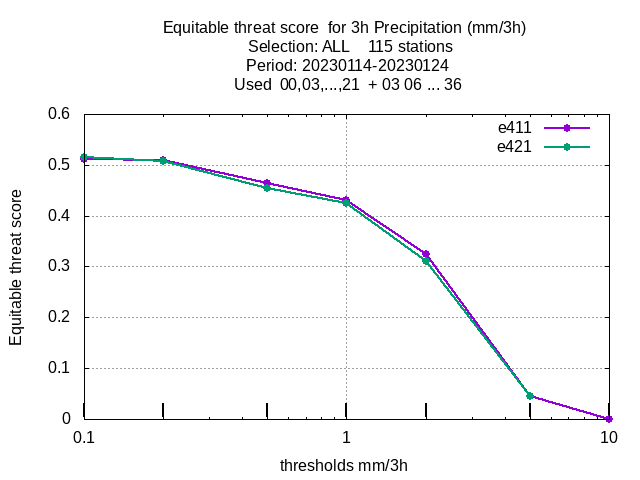 Equitable threat score  for 3h Precipitation (mm/3h)
Selection: ALL    115 stations
Period: 20230114-20230124
Used  00,03,...,21  + 03 06 ... 36
e411
e421
0.6
0.5
0.4
0.3
0.2
0.1
0
Equitable threat score
0.1
1
10
thresholds mm/3h